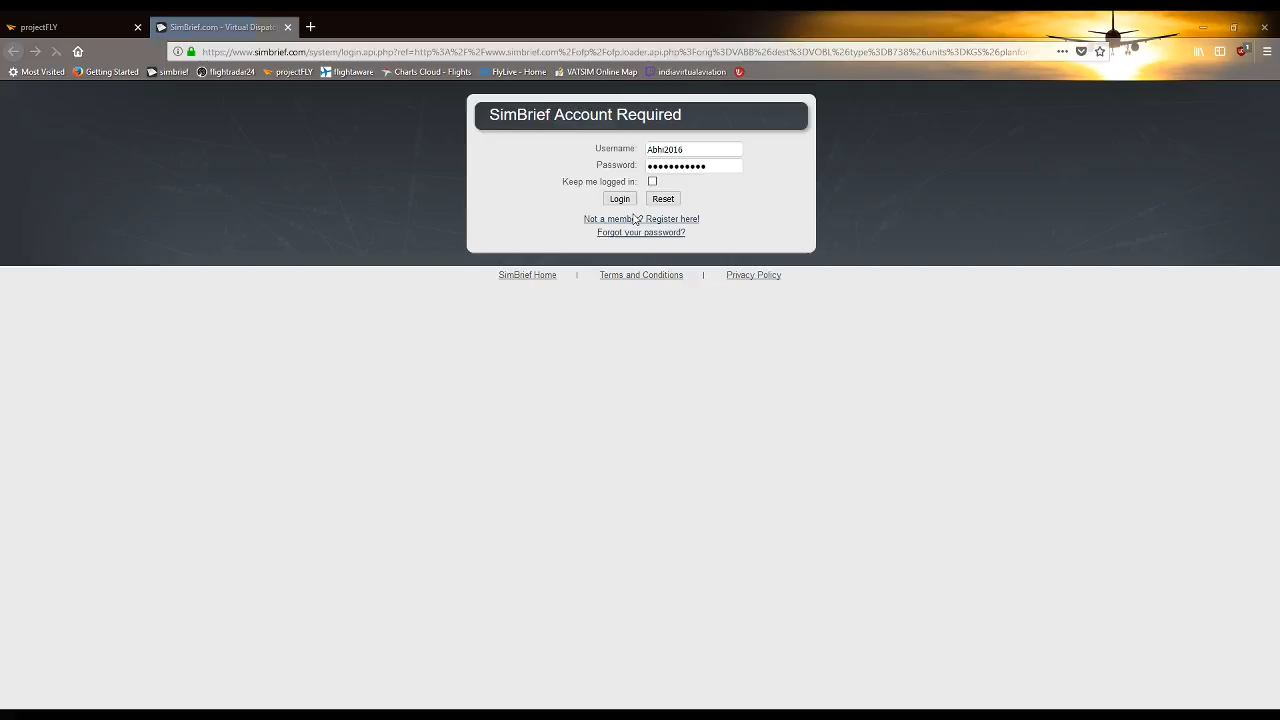 projectFLY
SimBrief.com - Virtual Dispatc
https://www.simbrief.com/system/login.api.php?ref=http%3A%2F%2Fwww.simbrief.com%2Fofp%2Fofp.loader.api.php%3Forig%3DVABB%26dest%3DVOBL%26type%3DB738%26units%3DKGS%26planfor
Most Visited Getting Started simbrief flightradar24 projectFLY flightaware Charts Cloud - Flights FlyLive - Home VATSIM Online Map indiavirtualaviation
SimBrief Account Required
Username: Abhi2016
Password: •••••••••••
Keep me logged in:
Login Reset
Not a member? Register here!
Forgot your password?
SimBrief Home | Terms and Conditions | Privacy Policy